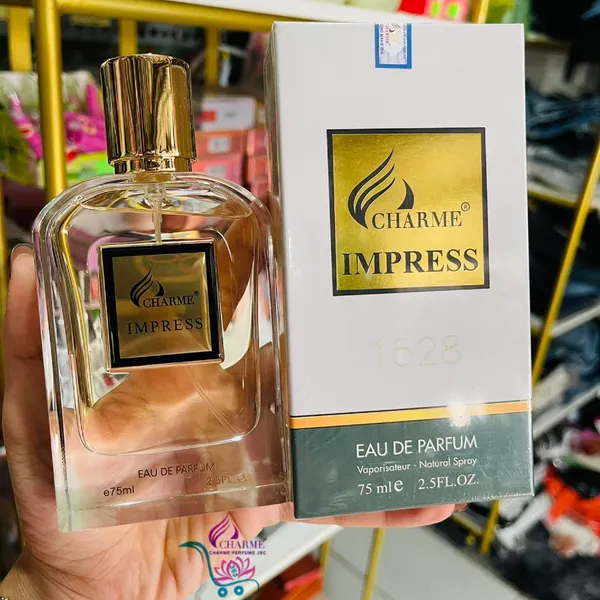 CHARME®
IMPRESS
EAU DE PARFUM
e75ml 2.5FL.OZ.
CHARME®
IMPRESS
1628
EAU DE PARFUM
Vaporisateur - Natural Spray
75 ml e 2.5FL.OZ.
CHARME
CHARME PERFUME JSC